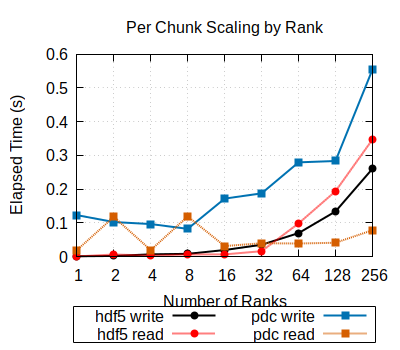 Per Chunk Scaling by Rank
0.6
0.5
0.4
0.3
0.2
0.1
0
Elapsed Time (s)
1 2 4 8 16 32 64 128 256
Number of Ranks
hdf5 write pdc write
hdf5 read pdc read